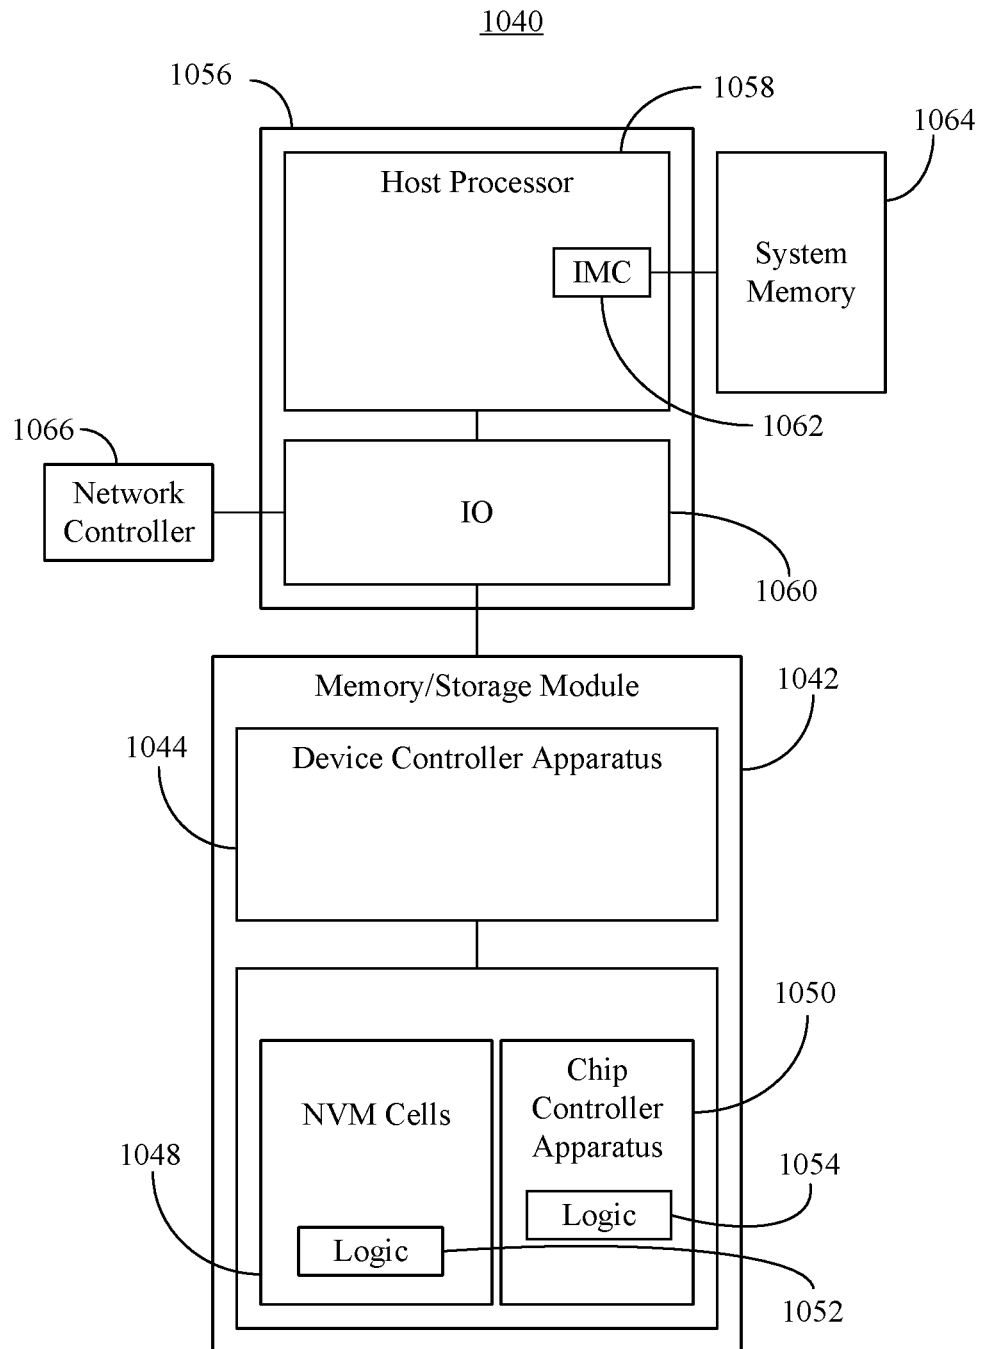 1040
1056
1058
1064
Host Processor
IMC
System
Memory
1066
1062
Network
Controller
IO
1060
Memory/Storage Module
1042
1044
Device Controller Apparatus
1050
Chip
Controller
Apparatus
NVM Cells
1048
1054
Logic
Logic
1052